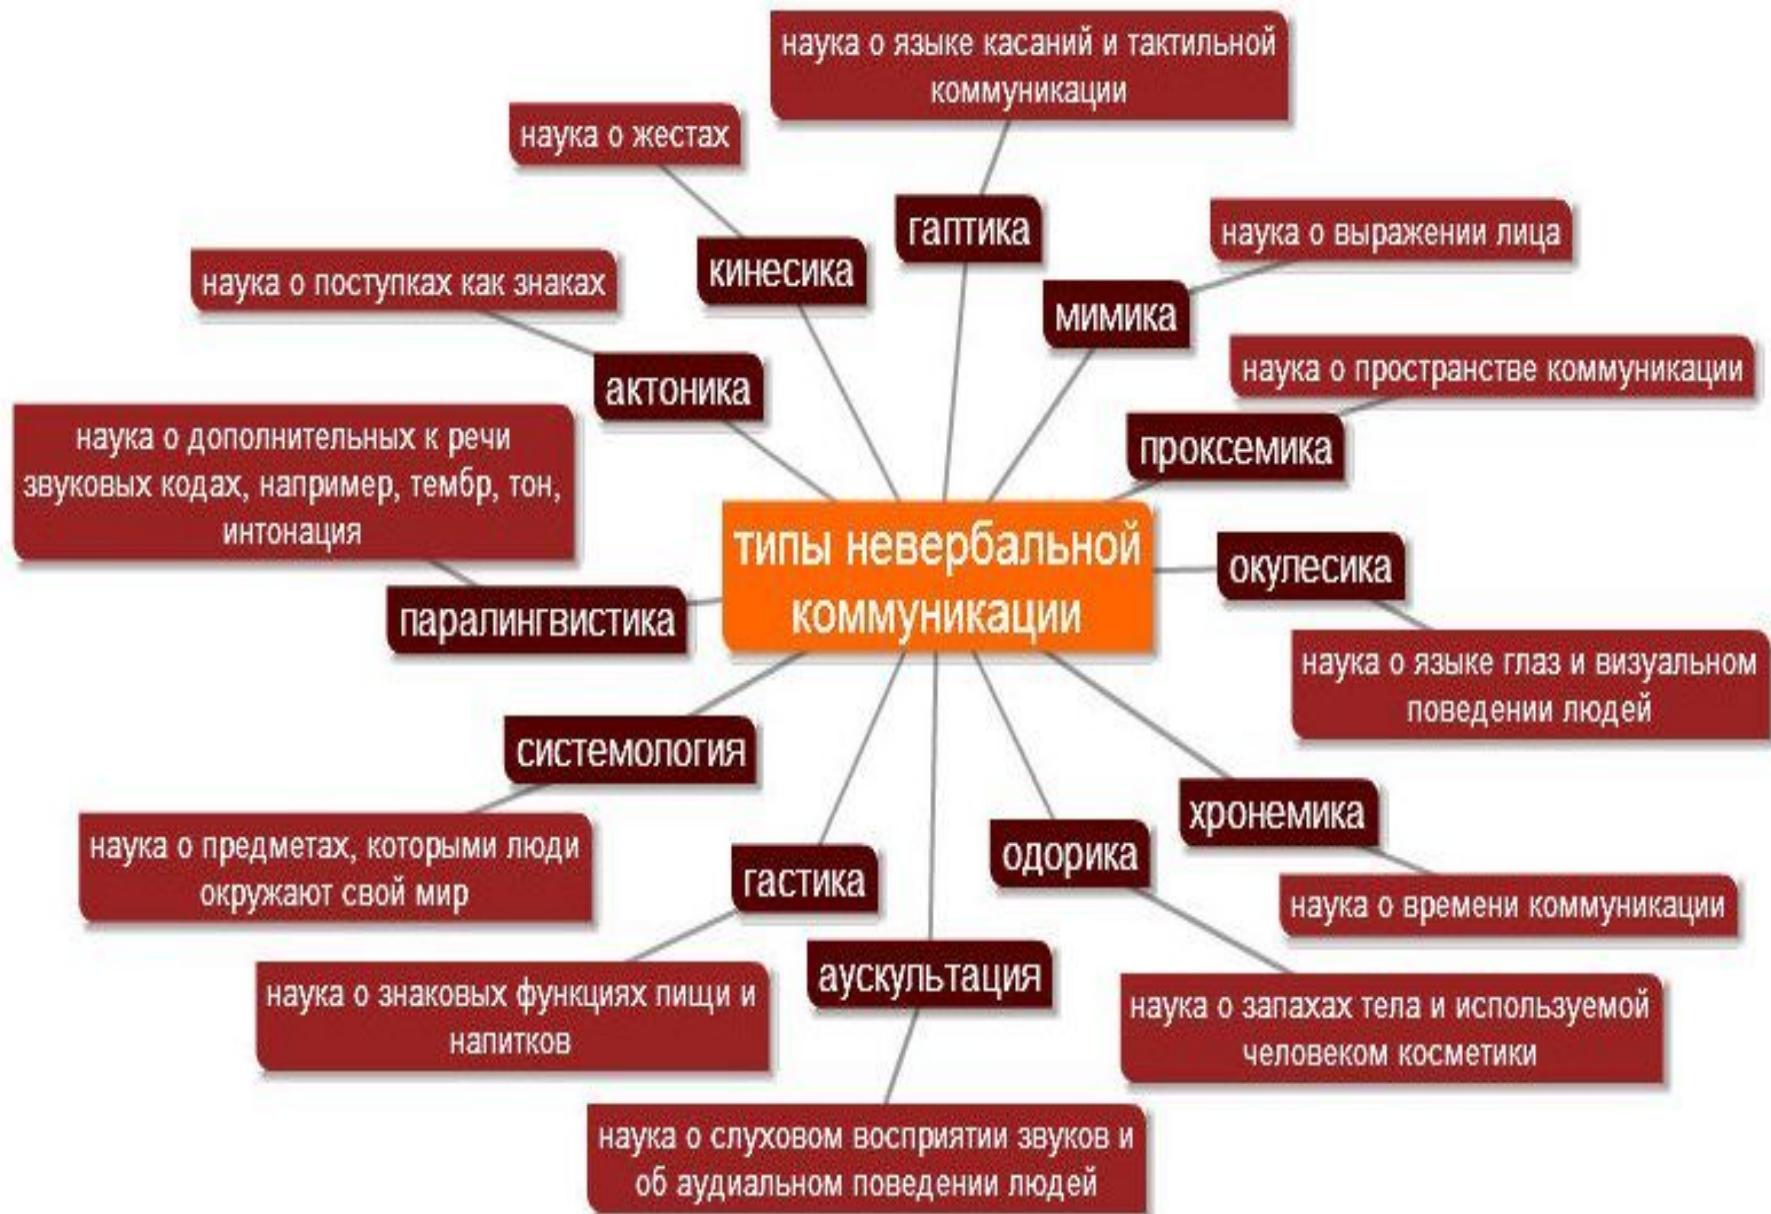 наука о языке касаний и тактильной
коммуникации
наука о жестах
гаптика
наука о выражении лица
кинесика
наука о поступках как знаках
мимика
наука о пространстве коммуникации
актоника
проксемика
наука о дополнительных к речи
звуковых кодах, например, тембр, тон,
интонация
типы невербальной
коммуникации
окулесика
паралингвистика
наука о языке глаз и визуальном
поведении людей
системология
хронемика
одорика
наука о предметах, которыми люди
окружают свой мир
гастика
наука о времени коммуникации
аускультация
наука о знаковых функциях пищи и
напитков
наука о запахах тела и используемой
человеком косметики
наука о слуховом восприятии звуков и
об аудиальном поведении людей